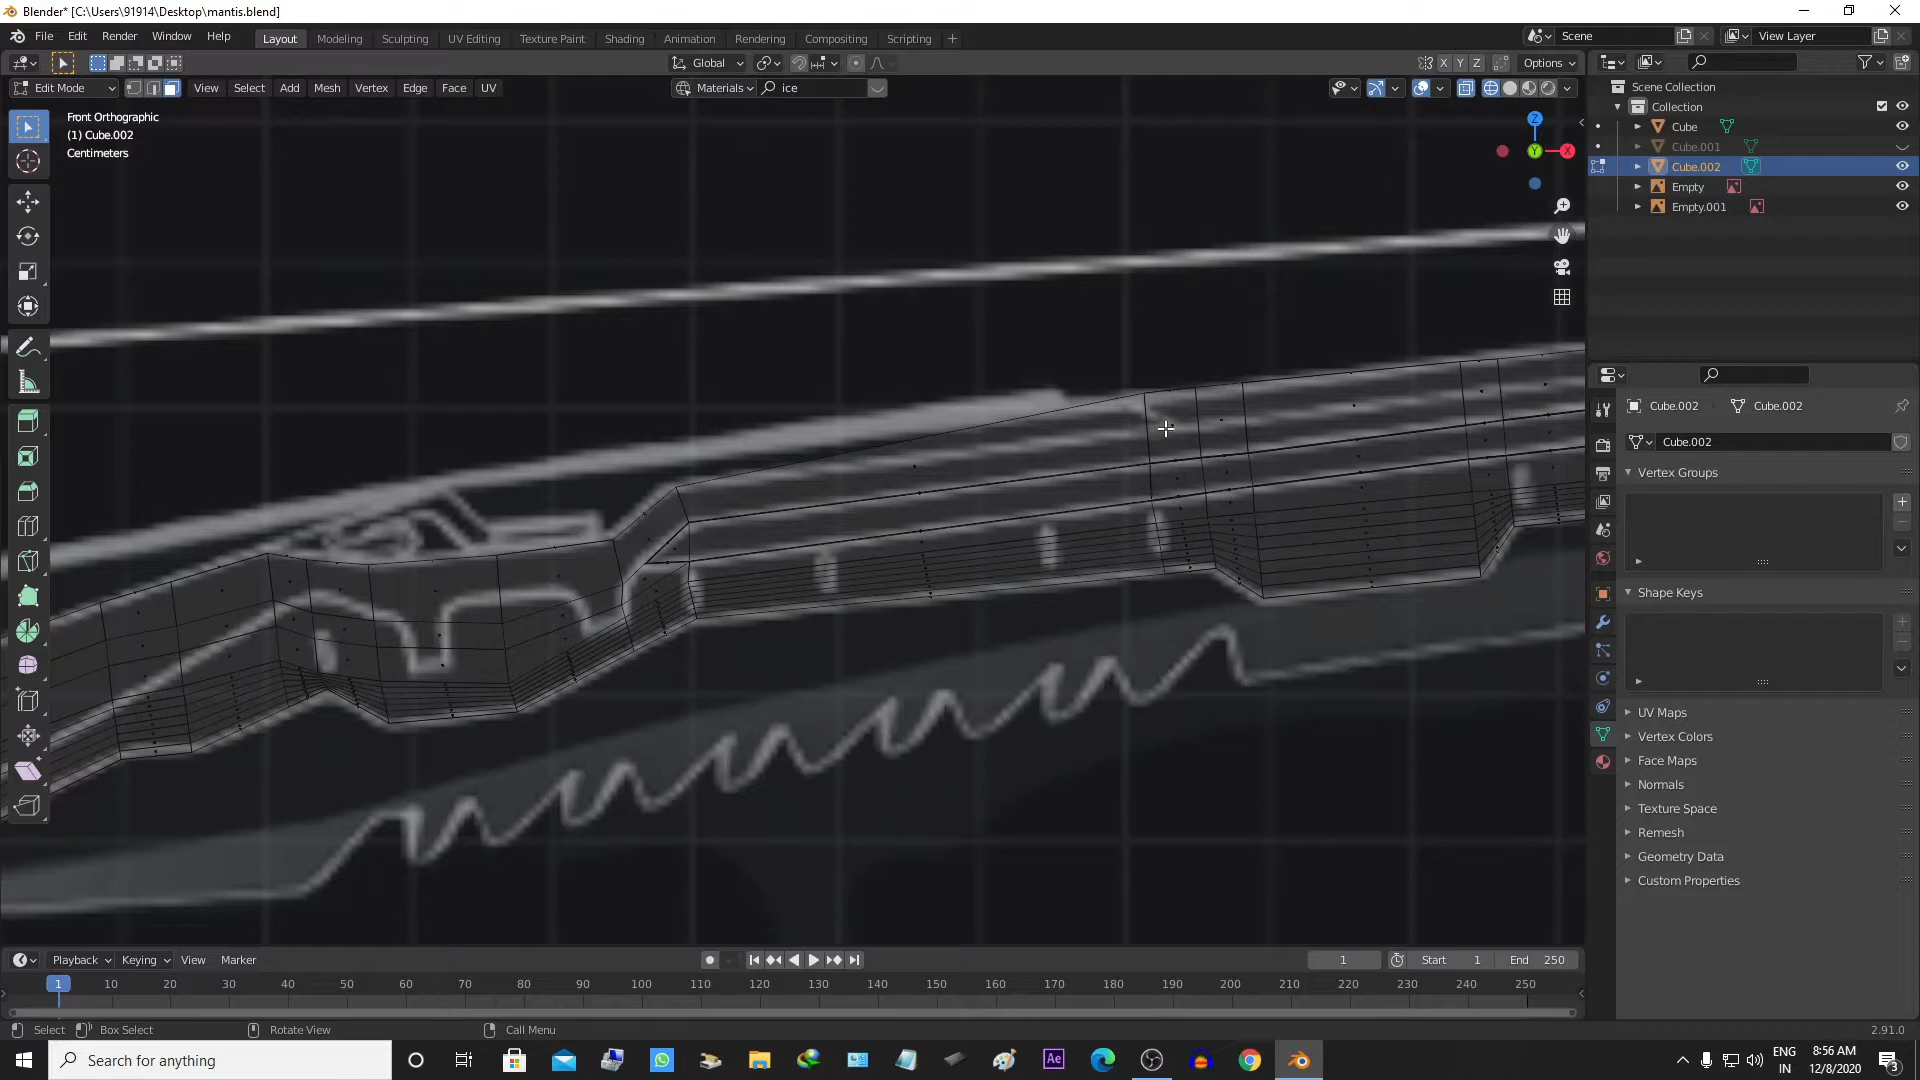 Blender* [C:\Users\91914\Desktop\mantis.blend]
File Edit Render Window Help
Layout Modeling Sculpting UV Editing Texture Paint Shading Animation Rendering Compositing Scripting
Scene
View Layer
Global
X Y Z
Options
Edit Mode
View Select Add Mesh Vertex Edge Face UV
Materials ice
Front Orthographic
(1) Cube.002
Centimeters
Z
Y
X
Scene Collection
Collection
Cube
Cube.001
Cube.002
Empty
Empty.001
Cube.002 Cube.002
Cube.002
Vertex Groups
Shape Keys
UV Maps
Vertex Colors
Face Maps
Normals
Texture Space
Remesh
Geometry Data
Custom Properties
Playback Keying View Marker
1 Start 1 End 250
1 10 20 30 40 50 60 70 80 90 100 110 120 130 140 150 160 170 180 190 200 210 220 230 240 250
Select Box Select Rotate View Call Menu
2.91.0
Search for anything
Ae
ENG
IN
8:56 AM
12/8/2020
3